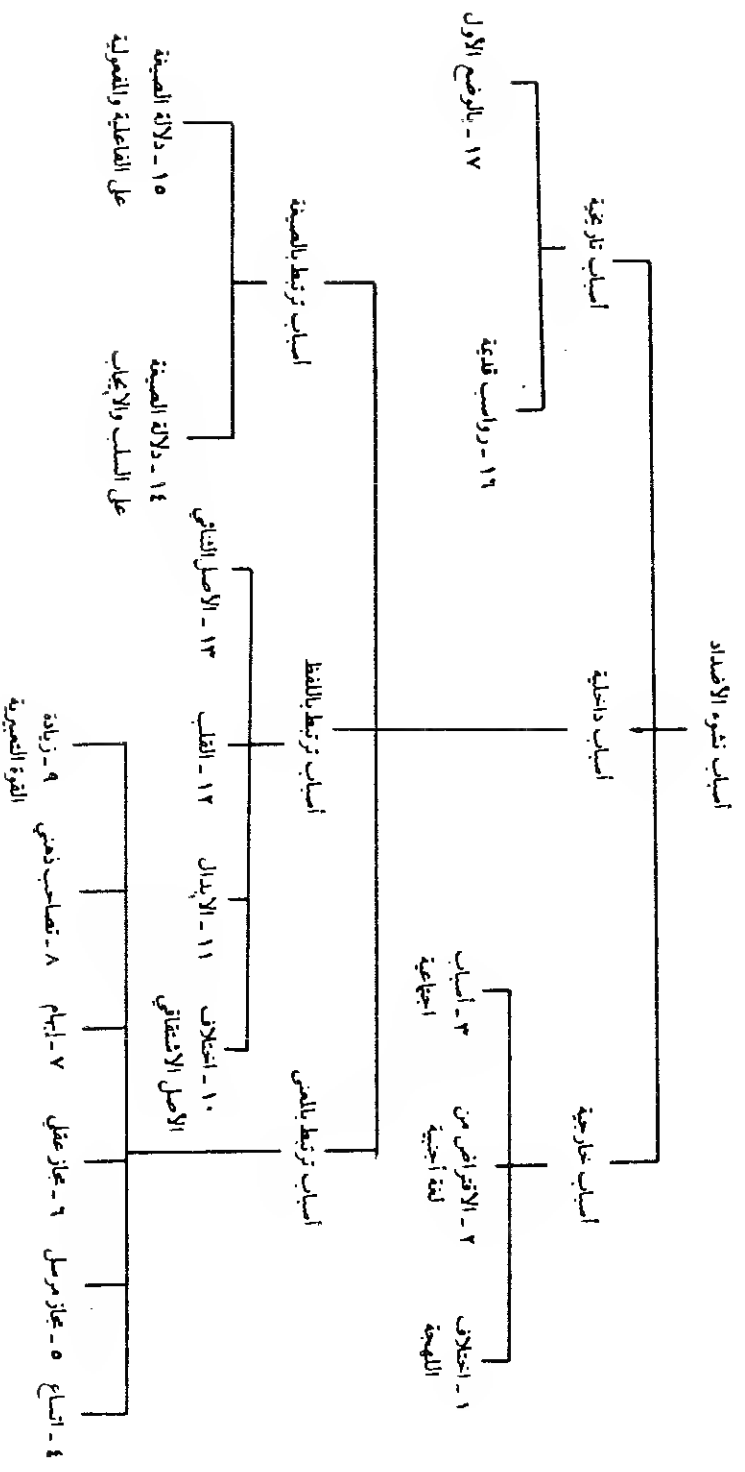 أسباب نشوء الأضداد
أسباب خارجية
أسباب داخلية
أسباب تاريخية
١ - اختلاف
اللهجة
٢ - الاقتراض من
لغة أجنبية
٣ - أسباب
اجتماعية
١٦ - رواسب قديمة
١٧ - بالوضع الأول
أسباب ترتبط بالمعنى
أسباب ترتبط باللفظ
أسباب ترتبط بالصيغة
١٠ - اختلاف
الأصل الاشتقاقي
١١ - الإبدال
١٢ - القلب
١٣ - الأصل الثنائي
١٤ - دلالة الصيغة
على السلب والإيجاب
١٥ - دلالة الصيغة
على الفاعلية والمفعولية
٤ - اتساع
٥ - مجاز مرسل
٦ - مجاز عقلي
٧ - إبهام
٨ - تصاحب ذهني
٩ - زيادة
القوة التعبيرية